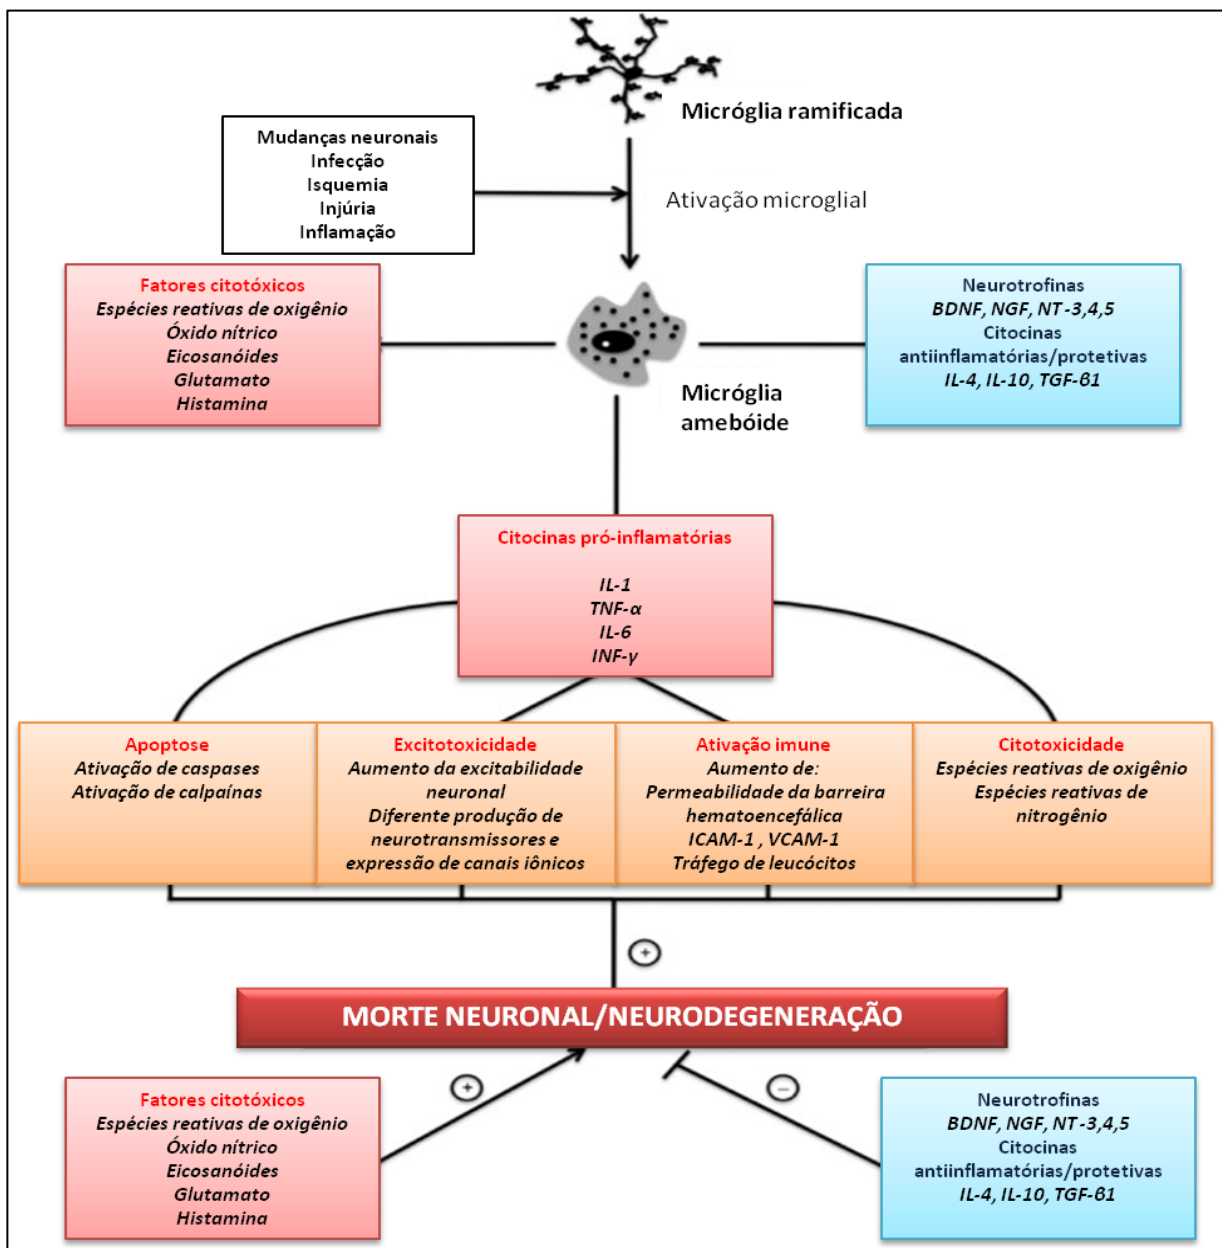 Micróglia ramificada
Mudanças neuronais
Infecção
Isquemia
Injúria
Inflamação
Ativação microglial
Fatores citotóxicos
Espécies reativas de oxigênio
Óxido nítrico
Eicosanóides
Glutamato
Histamina
Neurotrofinas
BDNF, NGF, NT-3,4,5
Citocinas
antiinflamatórias/protetivas
IL-4, IL-10, TGF-β1
Micróglia
amebóide
Citocinas pró-inflamatórias
IL-1
TNF-α
IL-6
INF-γ
Apoptose
Ativação de caspases
Ativação de calpaínas
Excitotoxicidade
Aumento da excitabilidade
neuronal
Diferente produção de
neurotransmissores e
expressão de canais iônicos
Ativação imune
Aumento de:
Permeabilidade da barreira
hematoencefálica
ICAM-1 , VCAM-1
Tráfego de leucócitos
Citotoxicidade
Espécies reativas de oxigênio
Espécies reativas de
nitrogênio
+
MORTE NEURONAL/NEURODEGENERAÇÃO
+
−
Fatores citotóxicos
Espécies reativas de oxigênio
Óxido nítrico
Eicosanóides
Glutamato
Histamina
Neurotrofinas
BDNF, NGF, NT-3,4,5
Citocinas
antiinflamatórias/protetivas
IL-4, IL-10, TGF-β1